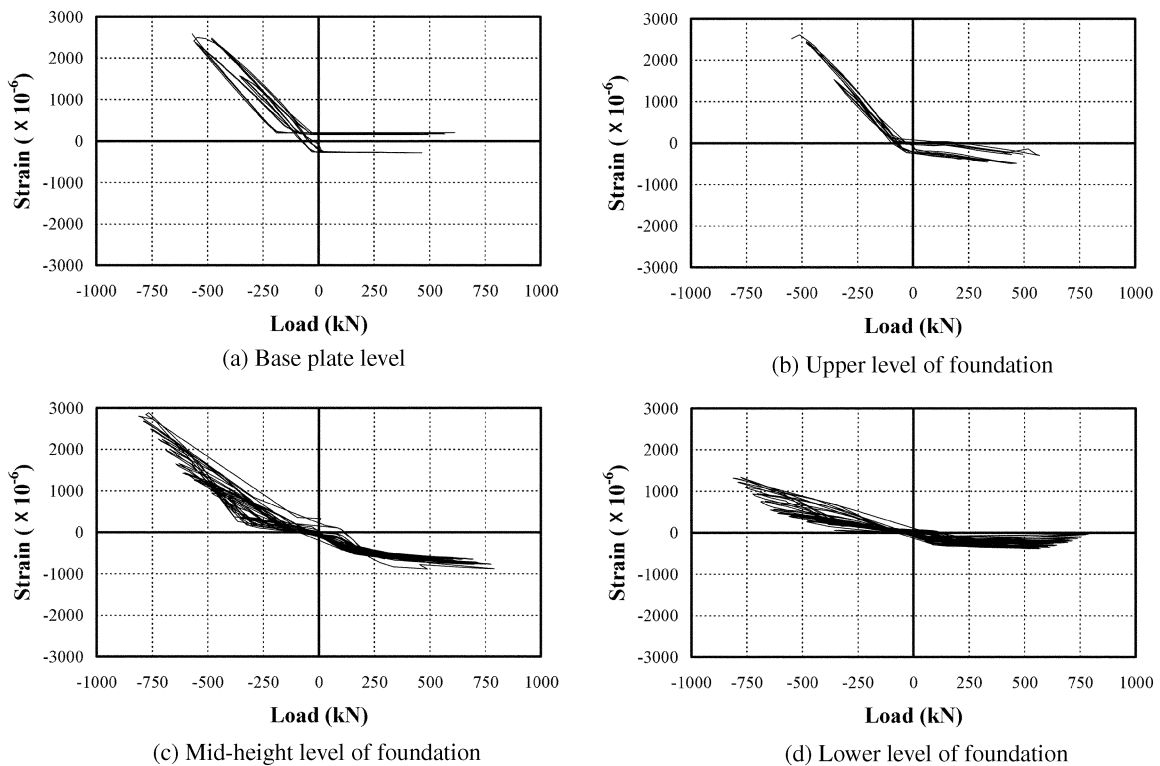 3000
2000
1000
0
-1000
-2000
-3000
Strain ( × 10⁻⁶)
-1000 -750 -500 -250 0 250 500 750 1000
Load (kN)
(a) Base plate level
3000
2000
1000
0
-1000
-2000
-3000
Strain ( × 10⁻⁶)
-1000 -750 -500 -250 0 250 500 750 1000
Load (kN)
(b) Upper level of foundation
3000
2000
1000
0
-1000
-2000
-3000
Strain ( × 10⁻⁶)
-1000 -750 -500 -250 0 250 500 750 1000
Load (kN)
(c) Mid-height level of foundation
3000
2000
1000
0
-1000
-2000
-3000
Strain ( × 10⁻⁶)
-1000 -750 -500 -250 0 250 500 750 1000
Load (kN)
(d) Lower level of foundation